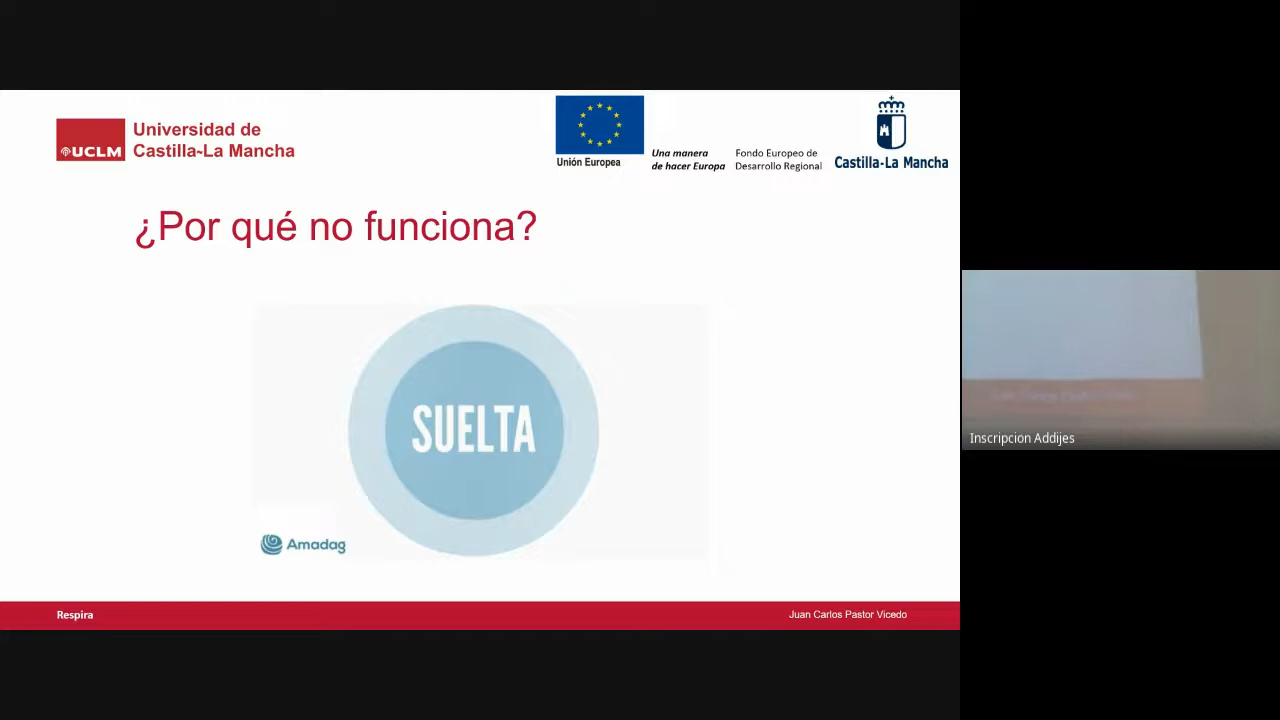 UCLM
Universidad de
Castilla-La Mancha
Unión Europea
Una manera
de hacer Europa
Fondo Europeo de
Desarrollo Regional
Castilla-La Mancha
¿Por qué no funciona?
SUELTA
Amadag
Inscripcion Addijes
Respira
Juan Carlos Pastor Vicedo